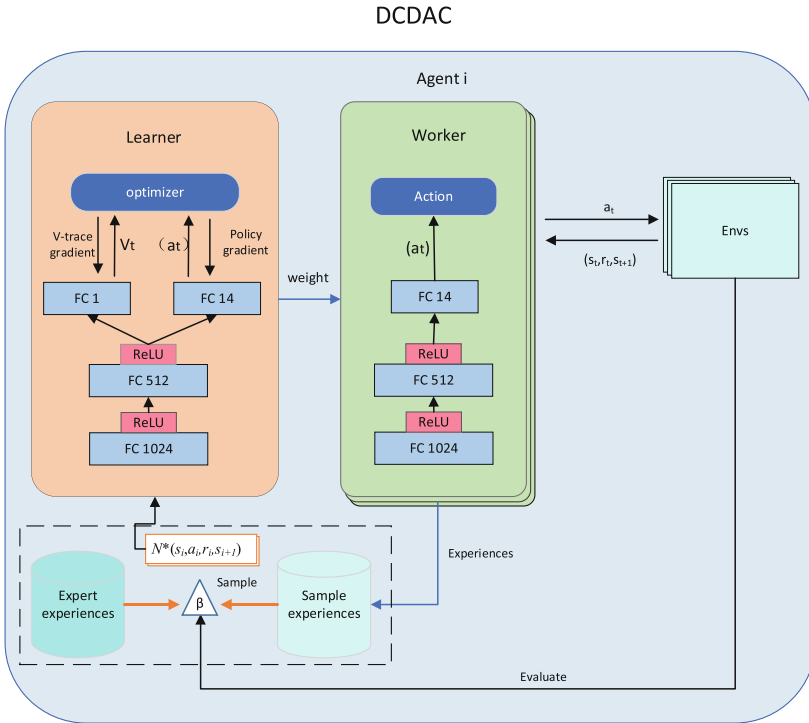 DCDAC
Agent i
Learner
optimizer
V-trace
gradient
Vt
(at)
Policy
gradient
FC 1
FC 14
ReLU
FC 512
ReLU
FC 1024
weight
Worker
Action
(at)
FC 14
ReLU
FC 512
ReLU
FC 1024
at
(st,rt,st+1)
Envs
Experiences
N*(si,ai,ri,si+1)
Expert
experiences
β
Sample
Sample
experiences
Evaluate